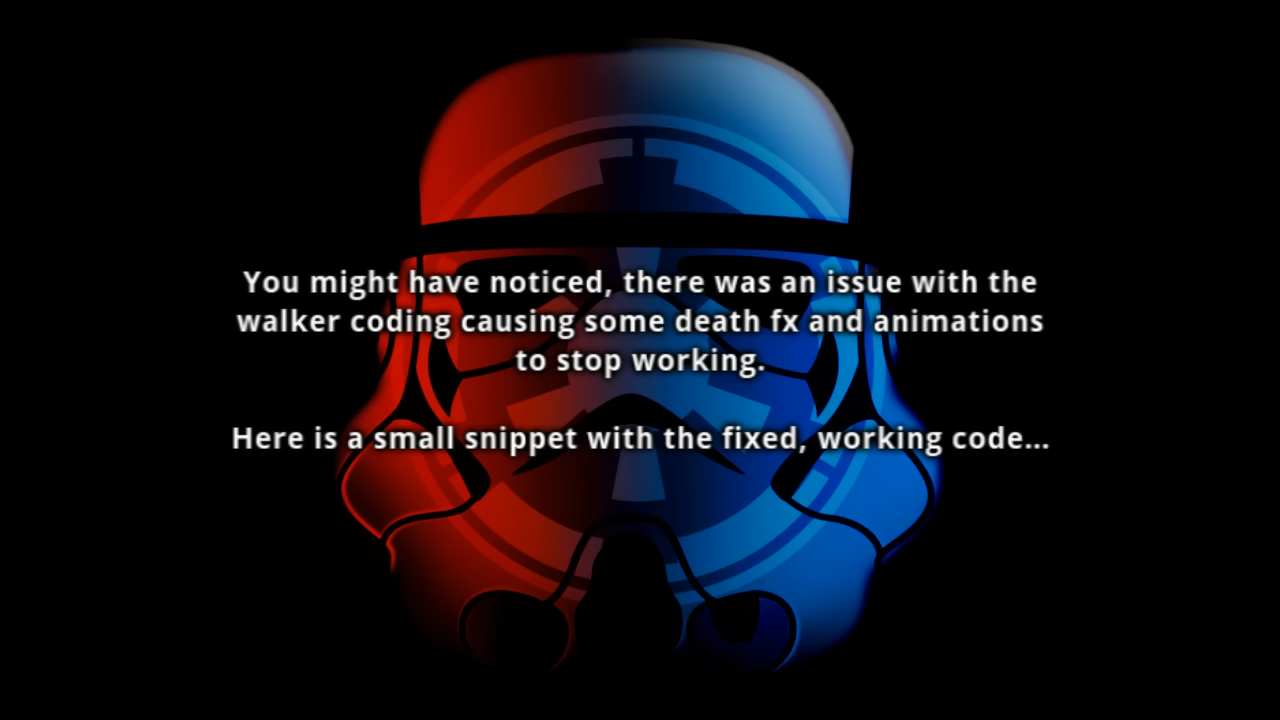 You might have noticed, there was an issue with the
walker coding causing some death fx and animations
to stop working.
Here is a small snippet with the fixed, working code...